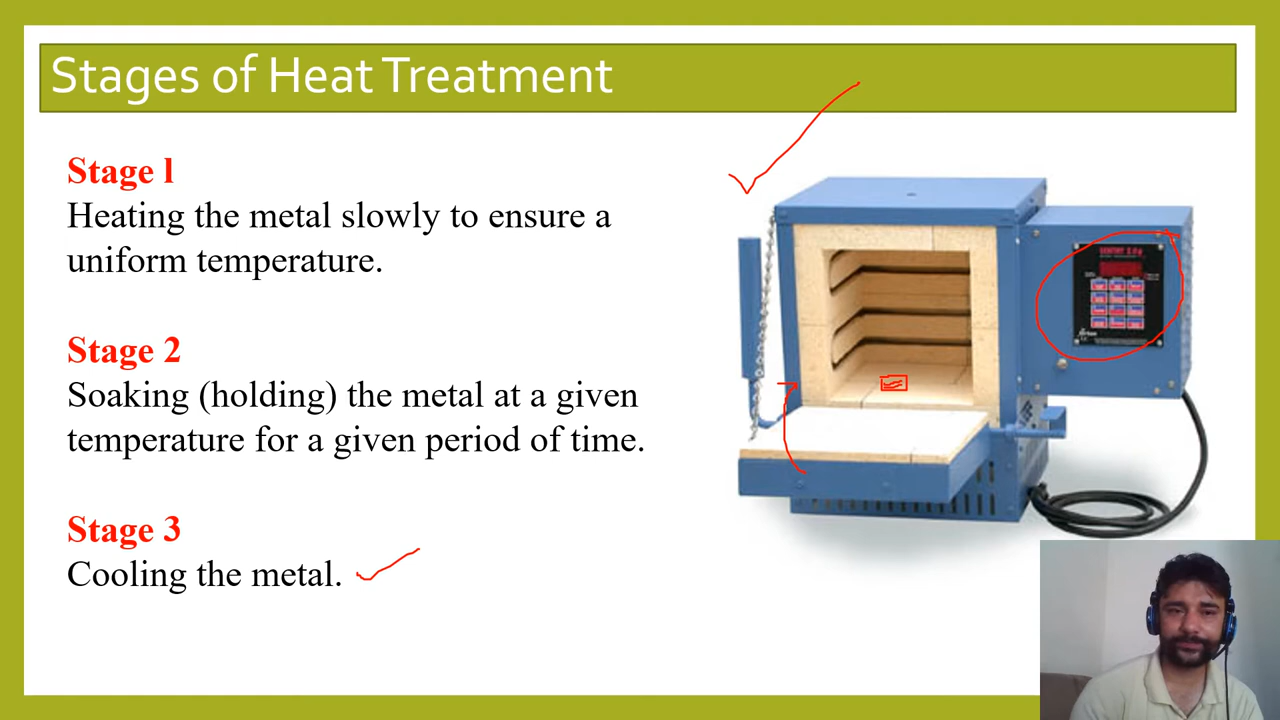 Stages of Heat Treatment
Stage l
Heating the metal slowly to ensure a
uniform temperature.
Stage 2
Soaking (holding) the metal at a given
temperature for a given period of time.
Stage 3
Cooling the metal.